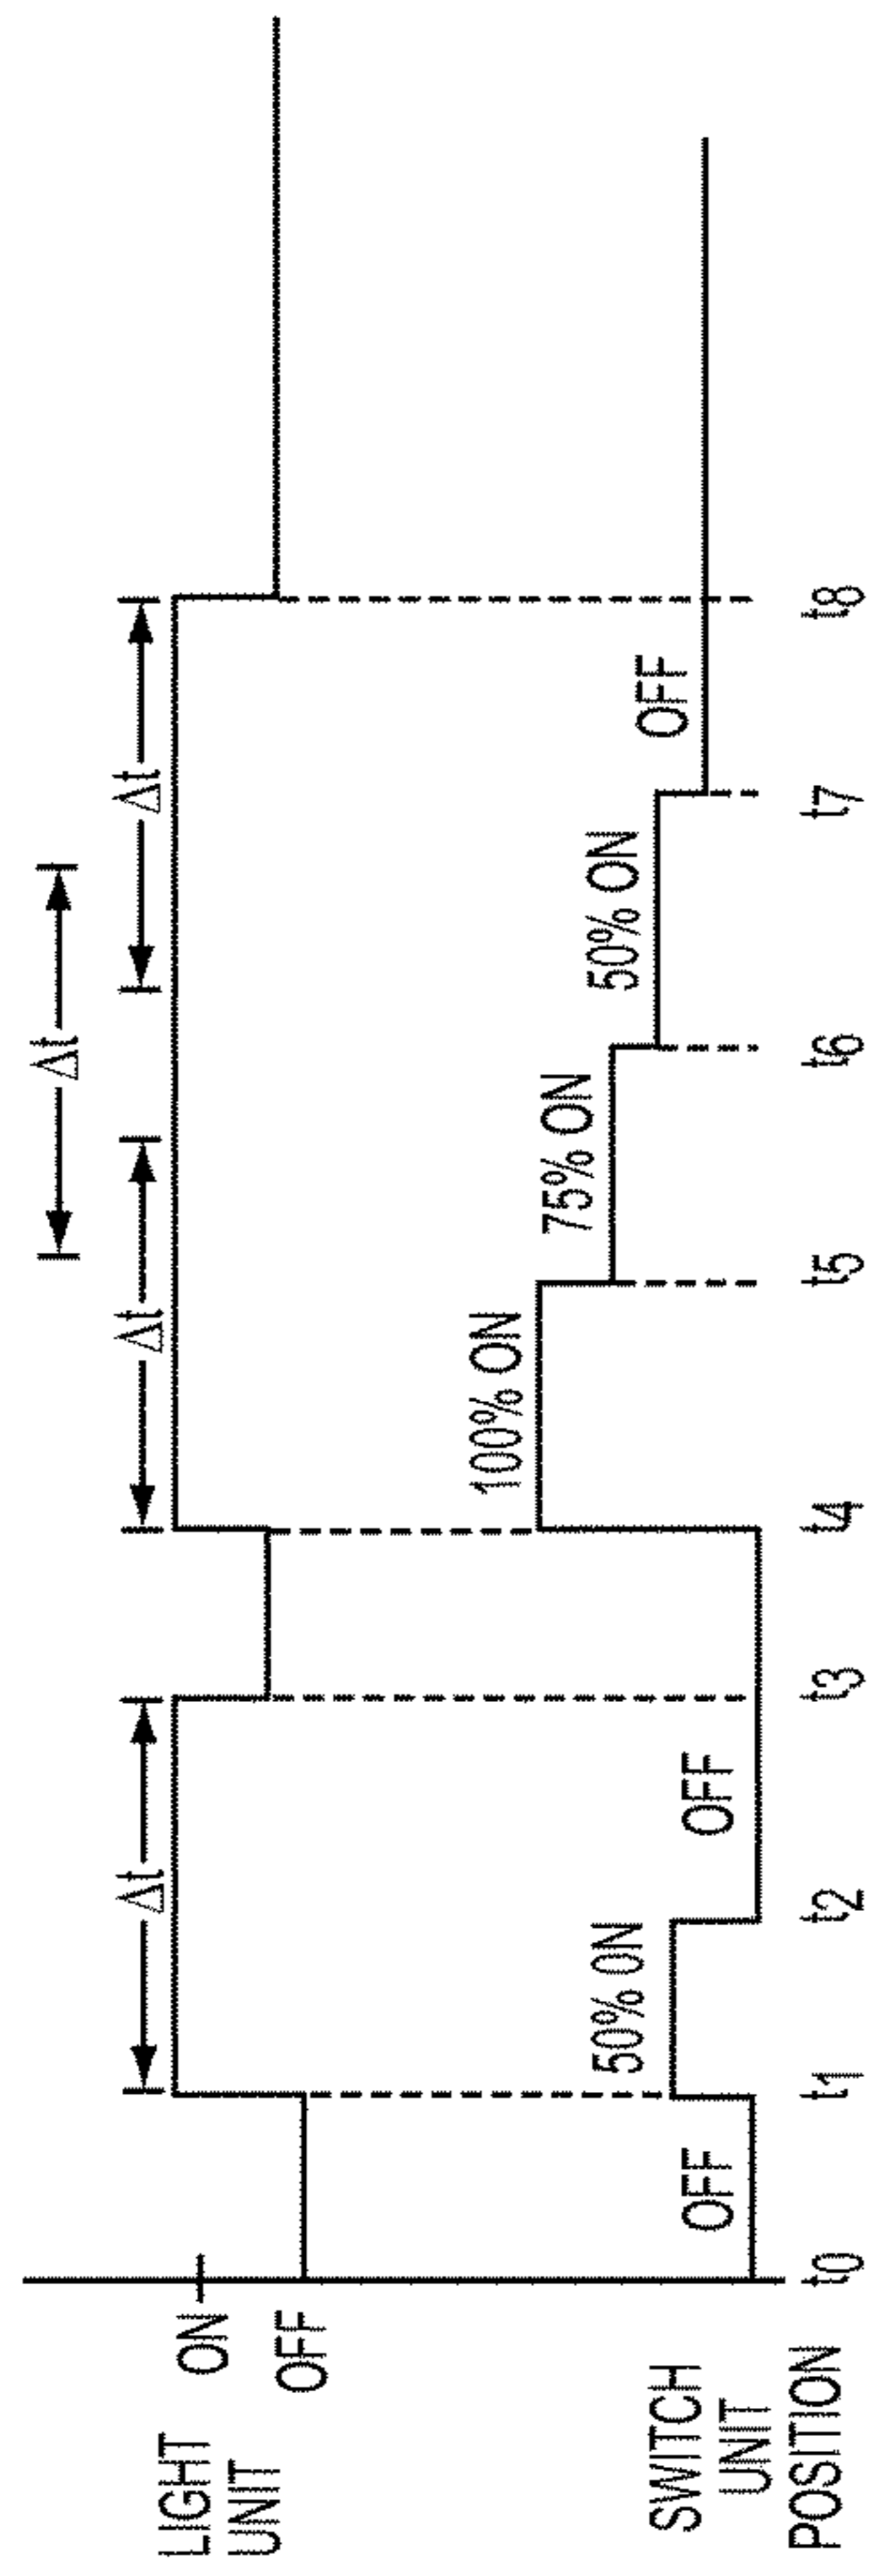 Δt
Δt
Δt
Δt
LIGHT
UNIT
ON
OFF
100% ON
75% ON
50% ON
50% ON
OFF
OFF
OFF
SWITCH
UNIT
POSITION
t0
t1
t2
t3
t4
t5
t6
t7
t8